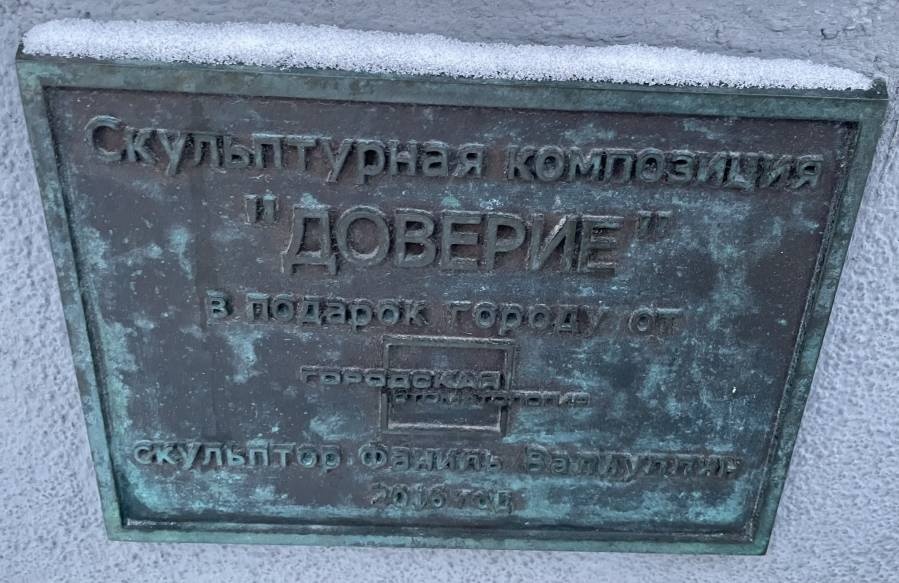 Скульптурная композиция
"ДОВЕРИЕ"
в подарок городу от
ГОРОДСКАЯ
СТОМАТОЛОГИЯ
скульптор Фаниль Валиуллин
2016 год